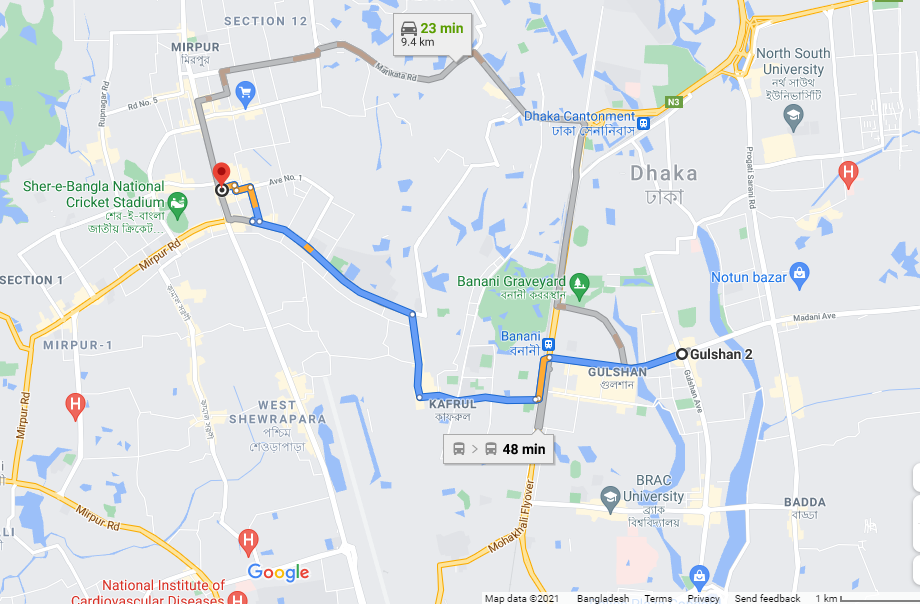 SECTION 12
23 min
9.4 km
MIRPUR
মিরপুর
Manikata Rd
North South
University
নর্থ সাউথ
ইউনিভার্সিটি
Rupnagar Rd
Rd No. 5
N3
Dhaka Cantonment
ঢাকা সেনানিবাস
Dhaka
ঢাকা
Pragati Sarani Rd
Ave No. 1
Sher-e-Bangla National
Cricket Stadium
শের-ই-বাংলা
জাতীয় ক্রিকেট...
Mirpur Rd
SECTION 1
Banani Graveyard
বনানী কবরস্থান
Notun bazar
Madani Ave
Banani
বনানী
Gulshan 2
MIRPUR-1
GULSHAN
গুলশান
Gulshan Ave
Mirpur Rd
WEST
SHEWRAPARA
পশ্চিম
শেওড়াপাড়া
KAFRUL
কাফরুল
48 min
BRAC
University
ব্র্যাক
বিশ্ববিদ্যালয়
BADDA
বাড্ডা
Mirpur Rd
Mohakhali Flyover
Google
National Institute of
Cardiovascular Diseases
Map data ©2021 Bangladesh Terms Privacy Send feedback 1 km